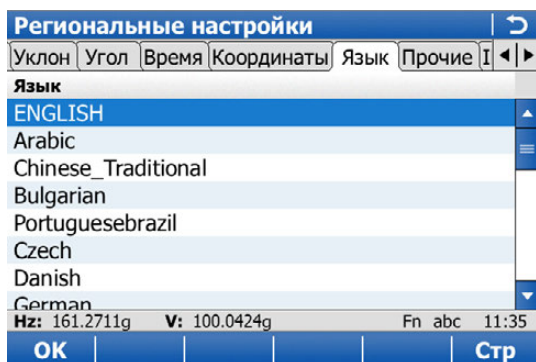 Региональные настройки
Уклон Угол Время Координаты Язык Прочие
Язык
ENGLISH
Arabic
Chinese_Traditional
Bulgarian
Portuguesebrazil
Czech
Danish
German
Hz: 161.2711g V: 100.0424g Fn abc 11:35
OK Стр